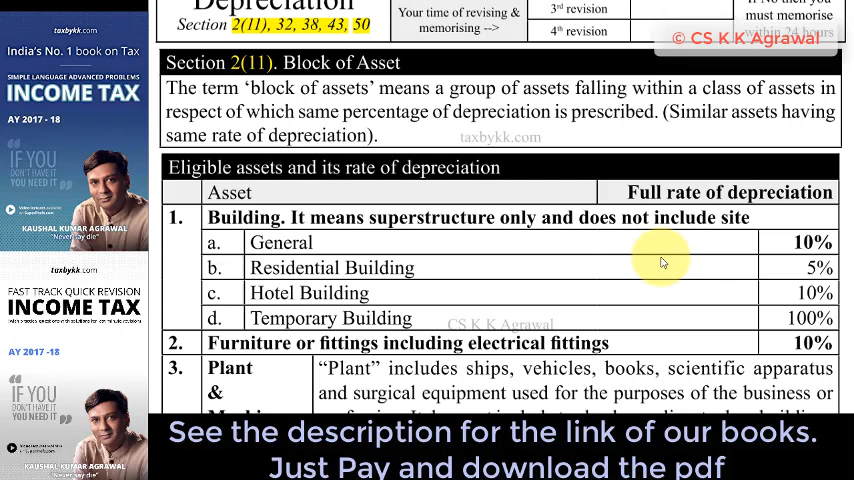 taxbykk.com
India's No. 1 book on Tax
SIMPLE LANGUAGE ADVANCED PROBLEMS
INCOME TAX
AY 2017 - 18
IF YOU
DON'T HAVE IT
YOU NEED IT
KAUSHAL KUMAR AGRAWAL
"Never say die"
taxbykk.com
FAST TRACK QUICK REVISION
INCOME TAX
AY 2017 -18
IF YOU
DON'T HAVE IT
YOU NEED IT
KAUSHAL KUMAR AGRAWAL
"Never say die"
Depreciation
Section 2(11), 32, 38, 43, 50
Your time of revising &
memorising -->
3rd revision
4th revision
If No then you
must memorise
within 24 hours
© CS K K Agrawal
Section 2(11). Block of Asset
The term 'block of assets' means a group of assets falling within a class of assets in
respect of which same percentage of depreciation is prescribed. (Similar assets having
same rate of depreciation).
taxbykk.com
Eligible assets and its rate of depreciation
Asset Full rate of depreciation
1. Building. It means superstructure only and does not include site
a. General 10%
b. Residential Building 5%
c. Hotel Building 10%
d. Temporary Building 100%
CS K K Agrawal
2. Furniture or fittings including electrical fittings 10%
3. Plant "Plant" includes ships, vehicles, books, scientific apparatus
& and surgical equipment used for the purposes of the business or
See the description for the link of our books.
Just Pay and download the pdf